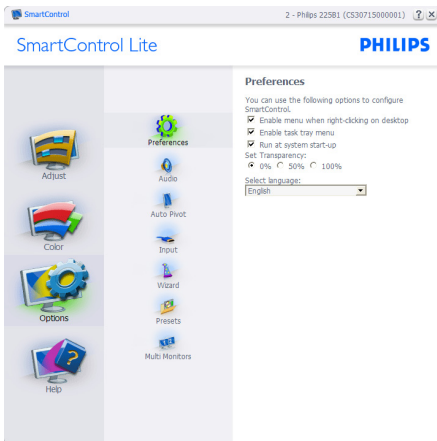 SmartControl
2 - Philips 225B1 (CS30715000001)
SmartControl Lite
PHILIPS
Adjust
Color
Options
Help
Preferences
Audio
Auto Pivot
Input
Wizard
Presets
Multi Monitors
Preferences
You can use the following options to configure
SmartControl.
Enable menu when right-clicking on desktop
Enable task tray menu
Run at system start-up
Set Transparency:
0% 50% 100%
Select language:
English